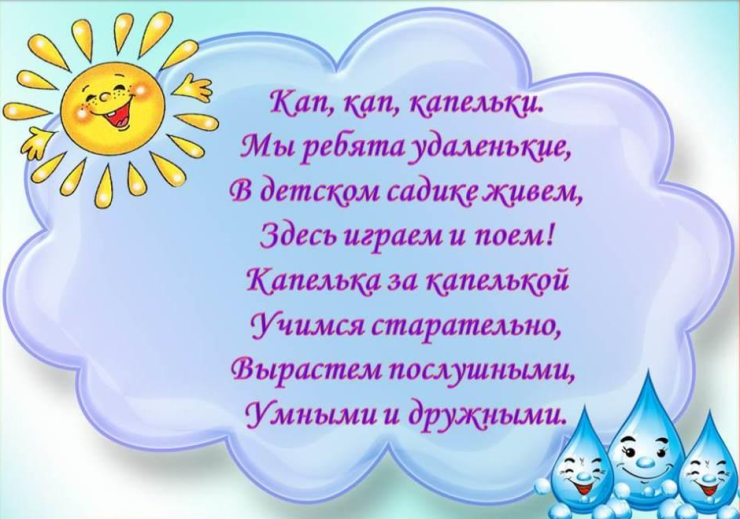 Кап, кап, капельки.
Мы ребята удаленькие,
В детском садике живем,
Здесь играем и поем!
Капелька за капелькой
Учимся старательно,
Вырастем послушными,
Умными и дружными.